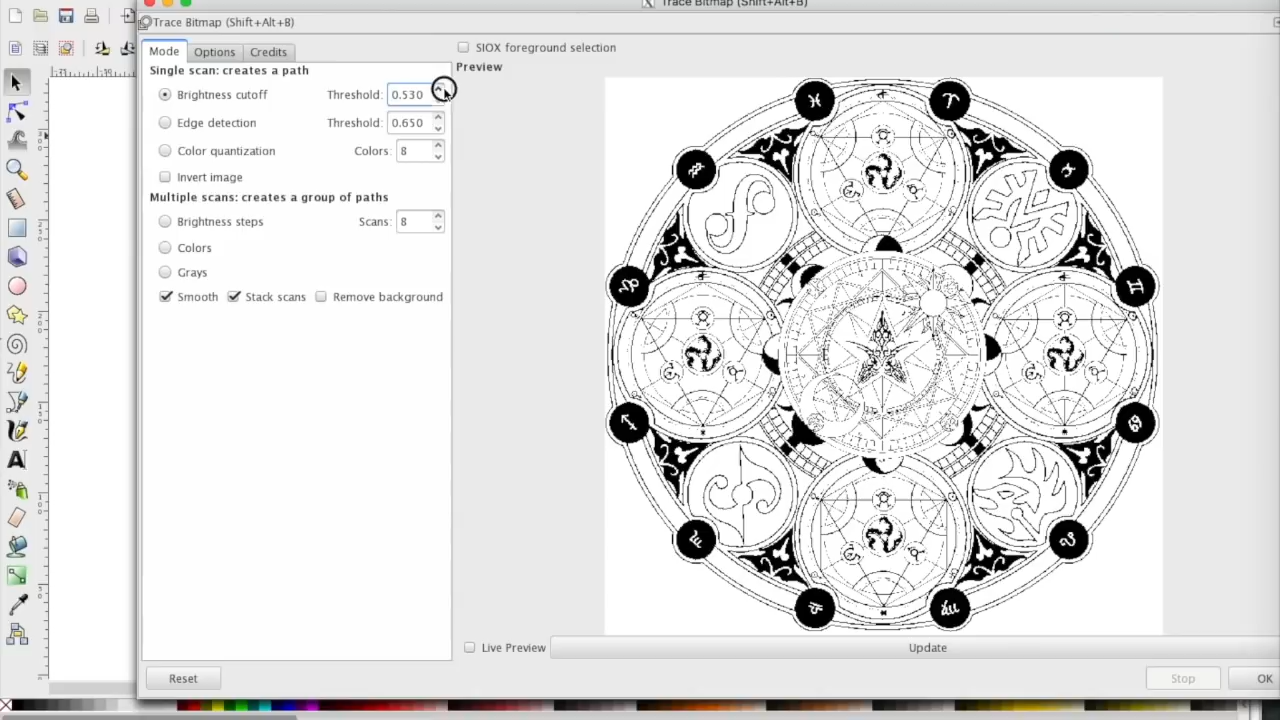 Trace Bitmap (Shift+Alt+B)
Trace Bitmap (Shift+Alt+B)
Mode Options Credits
SIOX foreground selection
Preview
Single scan: creates a path
Brightness cutoff Threshold: 0.530
Edge detection Threshold: 0.650
Color quantization Colors: 8
Invert image
Multiple scans: creates a group of paths
Brightness steps Scans: 8
Colors
Grays
Smooth Stack scans Remove background
Live Preview Update
Reset Stop OK